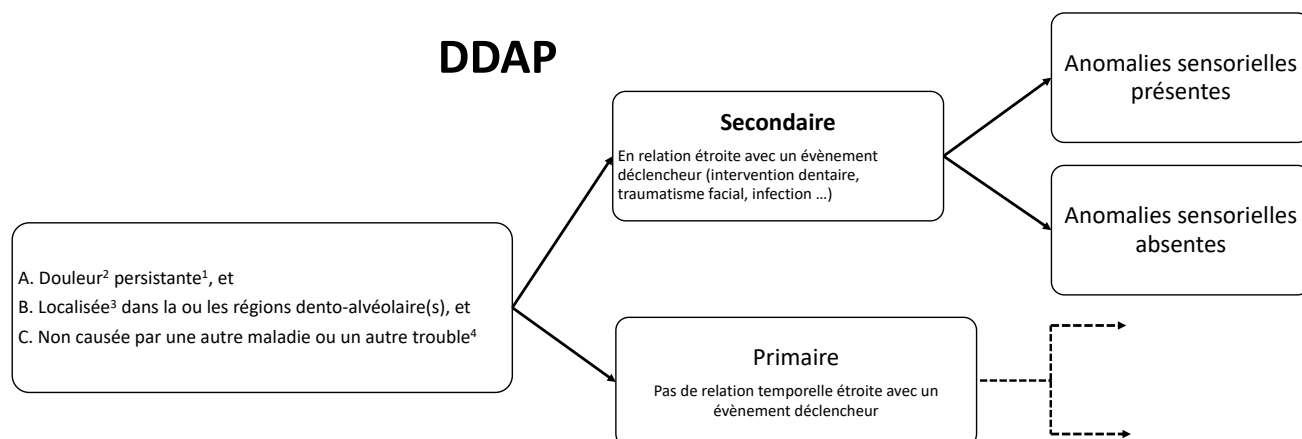 DDAP
A. Douleur² persistante¹, et
B. Localisée³ dans la ou les régions dento-alvéolaire(s), et
C. Non causée par une autre maladie ou un autre trouble⁴
Secondaire
En relation étroite avec un évènement
déclencheur (intervention dentaire,
traumatisme facial, infection ...)
Anomalies sensorielles
présentes
Anomalies sensorielles
absentes
Primaire
Pas de relation temporelle étroite avec un
évènement déclencheur